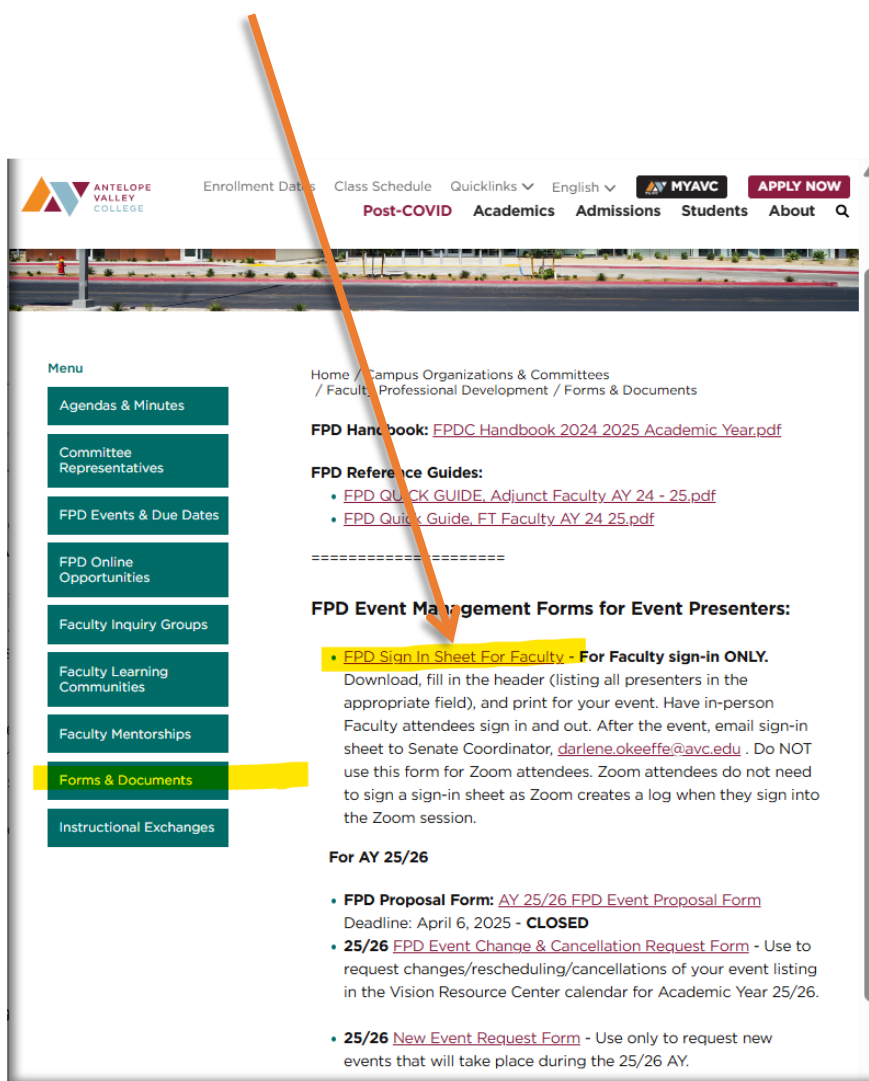 ANTELOPE
VALLEY
COLLEGE
Enrollment Dates Class Schedule Quicklinks English MYAVC APPLY NOW
Post-COVID Academics Admissions Students About
Menu
Agendas & Minutes
Committee
Representatives
FPD Events & Due Dates
FPD Online
Opportunities
Faculty Inquiry Groups
Faculty Learning
Communities
Faculty Mentorships
Forms & Documents
Instructional Exchanges
Home / Campus Organizations & Committees
/ Faculty Professional Development / Forms & Documents
FPD Handbook: FPDC Handbook 2024 2025 Academic Year.pdf
FPD Reference Guides:
• FPD QUICK GUIDE, Adjunct Faculty AY 24 - 25.pdf
• FPD Quick Guide, FT Faculty AY 24 25.pdf
=====================
FPD Event Management Forms for Event Presenters:
• FPD Sign In Sheet For Faculty - For Faculty sign-in ONLY.
Download, fill in the header (listing all presenters in the
appropriate field), and print for your event. Have in-person
Faculty attendees sign in and out. After the event, email sign-in
sheet to Senate Coordinator, darlene.okeeffe@avc.edu . Do NOT
use this form for Zoom attendees. Zoom attendees do not need
to sign a sign-in sheet as Zoom creates a log when they sign into
the Zoom session.
For AY 25/26
• FPD Proposal Form: AY 25/26 FPD Event Proposal Form
Deadline: April 6, 2025 - CLOSED
• 25/26 FPD Event Change & Cancellation Request Form - Use to
request changes/rescheduling/cancellations of your event listing
in the Vision Resource Center calendar for Academic Year 25/26.
• 25/26 New Event Request Form - Use only to request new
events that will take place during the 25/26 AY.